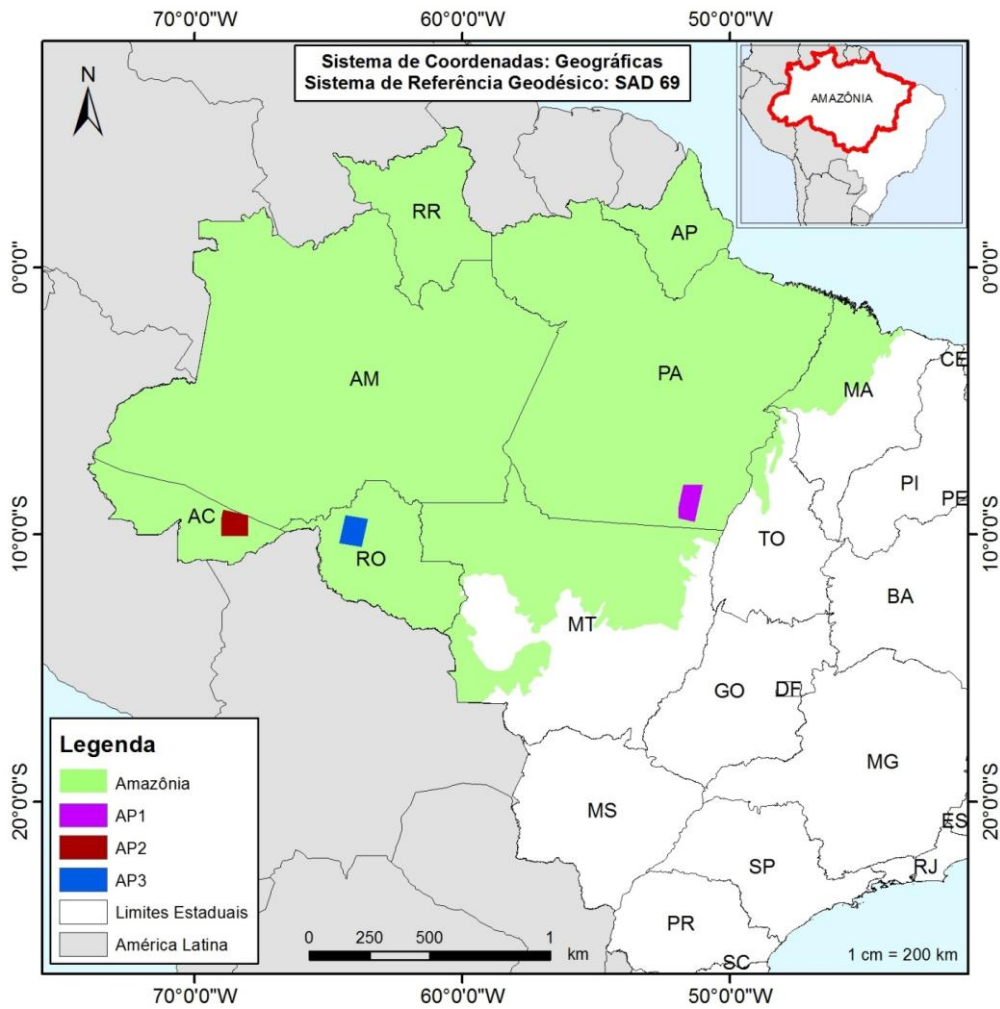 70°0'0"W 60°0'0"W 50°0'0"W
Sistema de Coordenadas: Geográficas
Sistema de Referência Geodésico: SAD 69
N
AMAZÔNIA
RR
AP
0°0'0"
0°0'0"
AM
PA
MA
CE
PI
PE
AC
RO
TO
10°0'0"S
10°0'0"S
BA
MT
GO
DF
MG
MS
ES
20°0'0"S
20°0'0"S
SP
RJ
PR
SC
Legenda
Amazônia
AP1
AP2
AP3
Limites Estaduais
América Latina
0 250 500 1
km
1 cm = 200 km
70°0'0"W 60°0'0"W 50°0'0"W